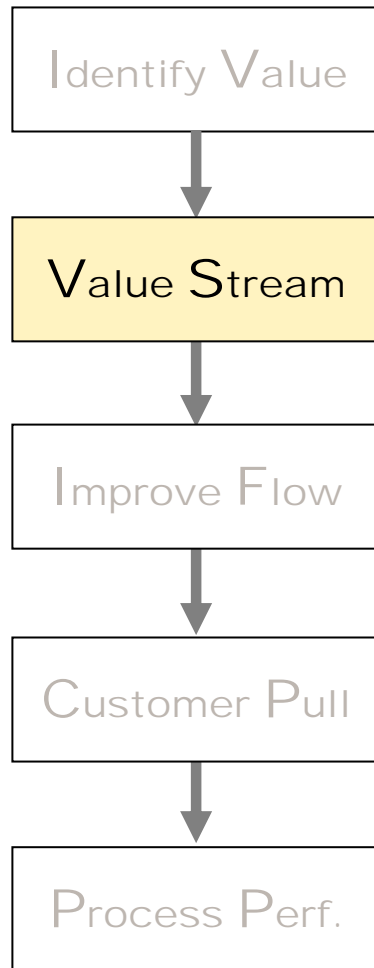 Identify Value
Value Stream
Improve Flow
Customer Pull
Process Perf.